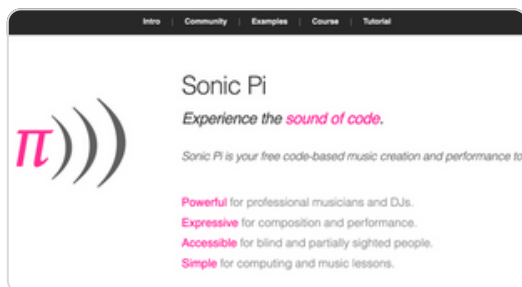 Intro | Community | Examples | Course | Tutorial
Sonic Pi
Experience the sound of code.
π)))
Sonic Pi is your free code-based music creation and performance to
Powerful for professional musicians and DJs.
Expressive for composition and performance.
Accessible for blind and partially sighted people.
Simple for computing and music lessons.